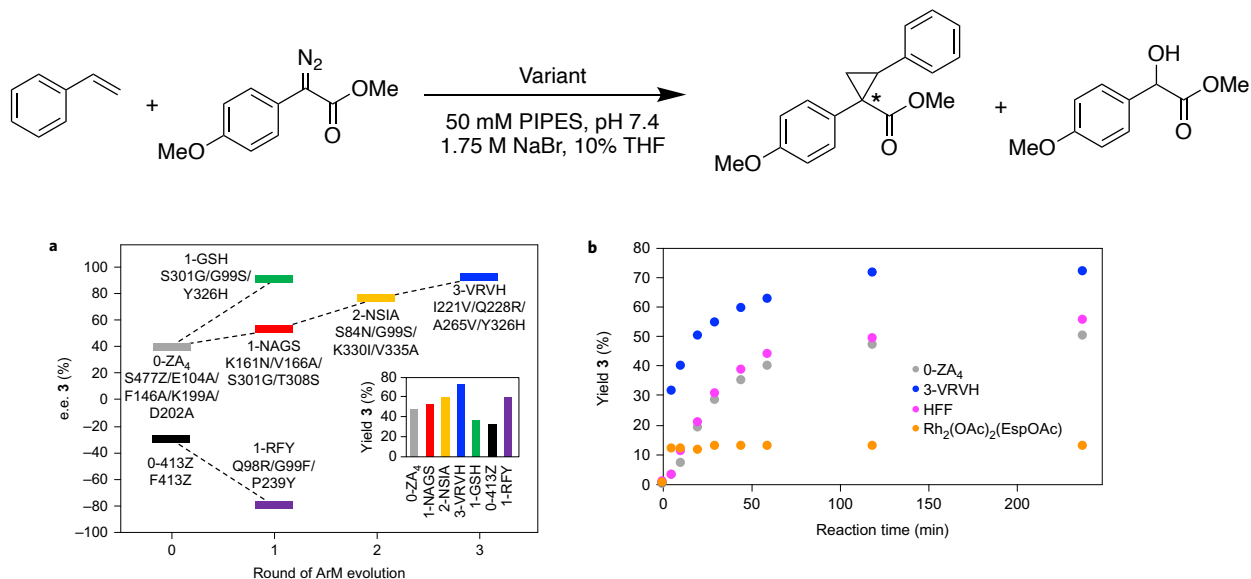 N2
OMe
O
MeO
+
Variant
50 mM PIPES, pH 7.4
1.75 M NaBr, 10% THF
*
OMe
O
MeO
+
OH
OMe
O
MeO
a
e.e. 3 (%)
100
80
60
40
20
0
–20
–40
–60
–80
–100
1-GSH
S301G/G99S/
Y326H
0-ZA4
S477Z/E104A/
F146A/K199A/
D202A
1-NAGS
K161N/V166A/
S301G/T308S
2-NSIA
S84N/G99S/
K330I/V335A
3-VRVH
I221V/Q228R/
A265V/Y326H
0-413Z
F413Z
1-RFY
Q98R/G99F/
P239Y
Yield 3 (%)
80
60
40
20
0
0-ZA4
1-NAGS
2-NSIA
3-VRVH
1-GSH
0-413Z
1-RFY
0 1 2 3
Round of ArM evolution
b
Yield 3 (%)
80
70
60
50
40
30
20
10
0
0-ZA4
3-VRVH
HFF
Rh2(OAc)2(EspOAc)
0 100 200
Reaction time (min)